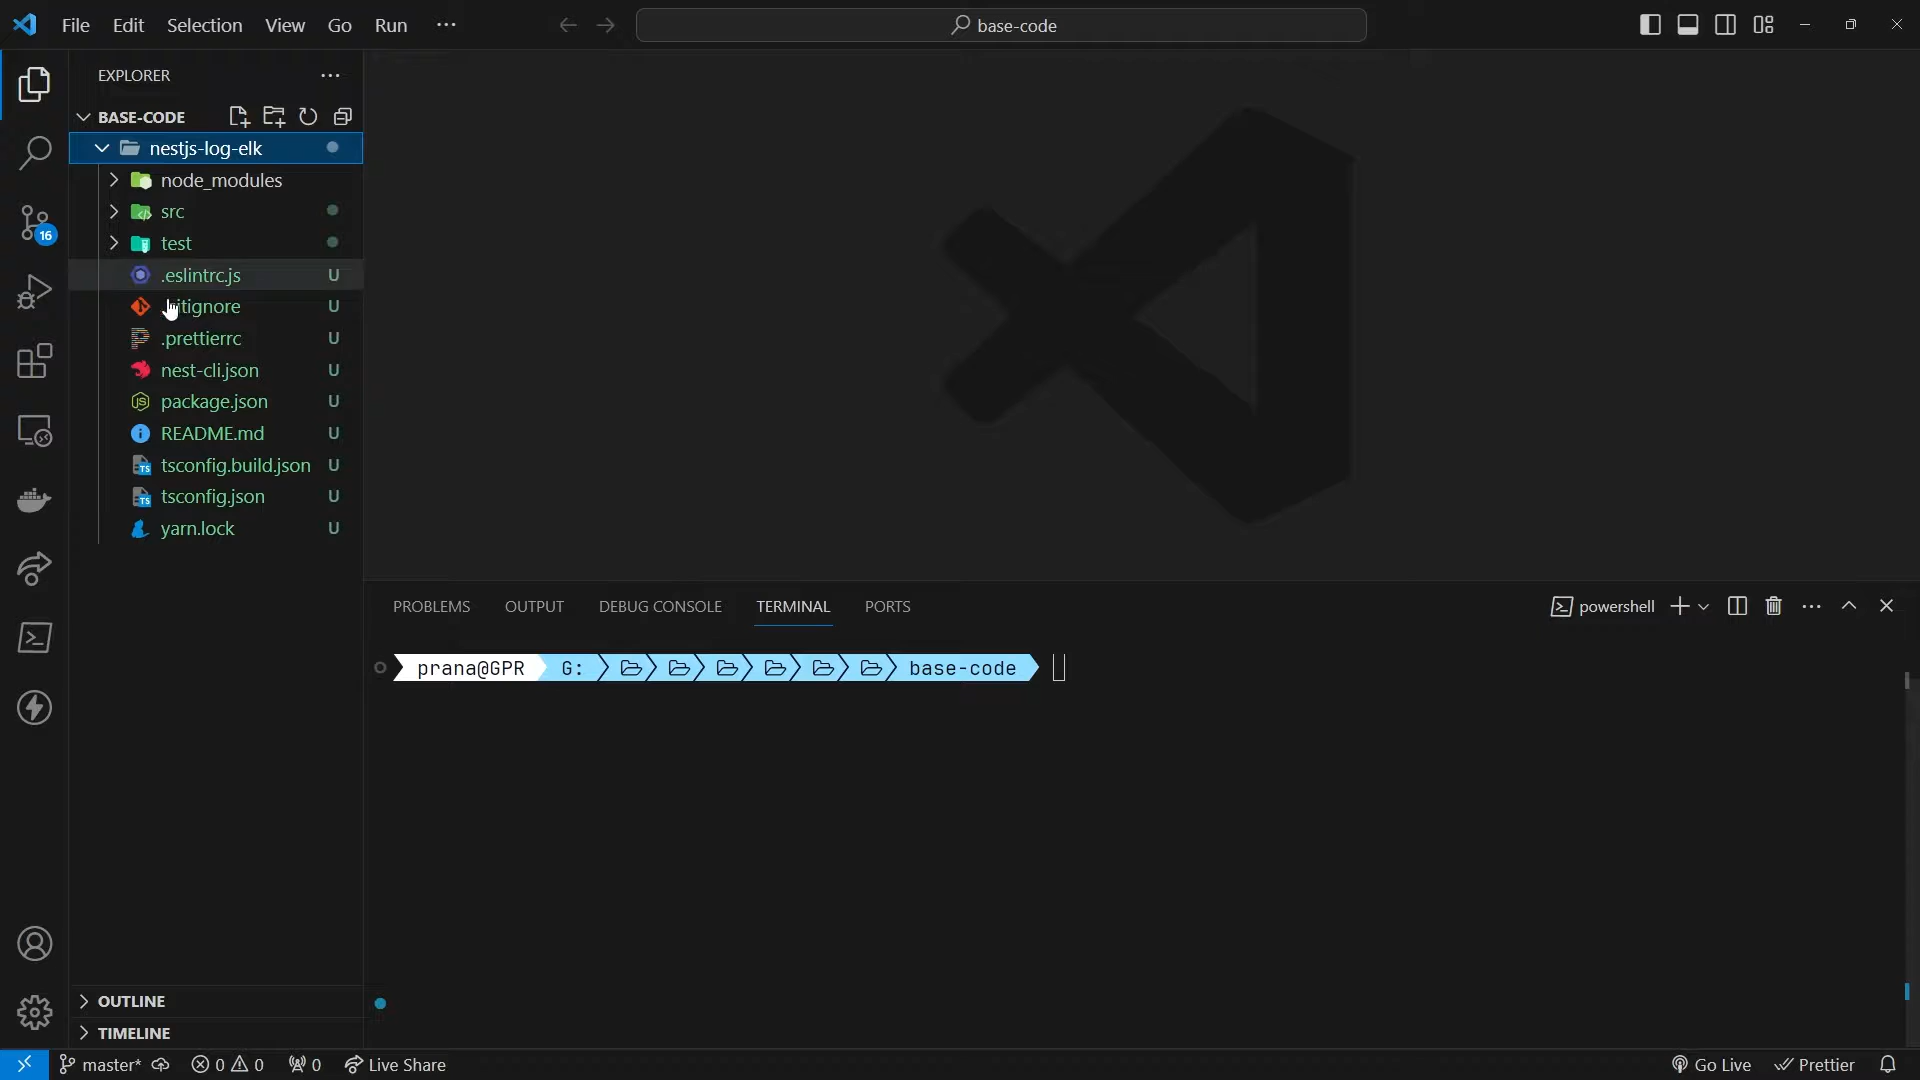 File Edit Selection View Go Run ···
base-code
EXPLORER ···
BASE-CODE
nestjs-log-elk
node_modules
src
test
.eslintrc.js U
itignore U
.prettierrc U
nest-cli.json U
package.json U
README.md U
tsconfig.build.json U
tsconfig.json U
yarn.lock U
16
PROBLEMS OUTPUT DEBUG CONSOLE TERMINAL PORTS
powershell
prana@GPR G: base-code
OUTLINE
TIMELINE
master* 0 0 0 Live Share
Go Live Prettier